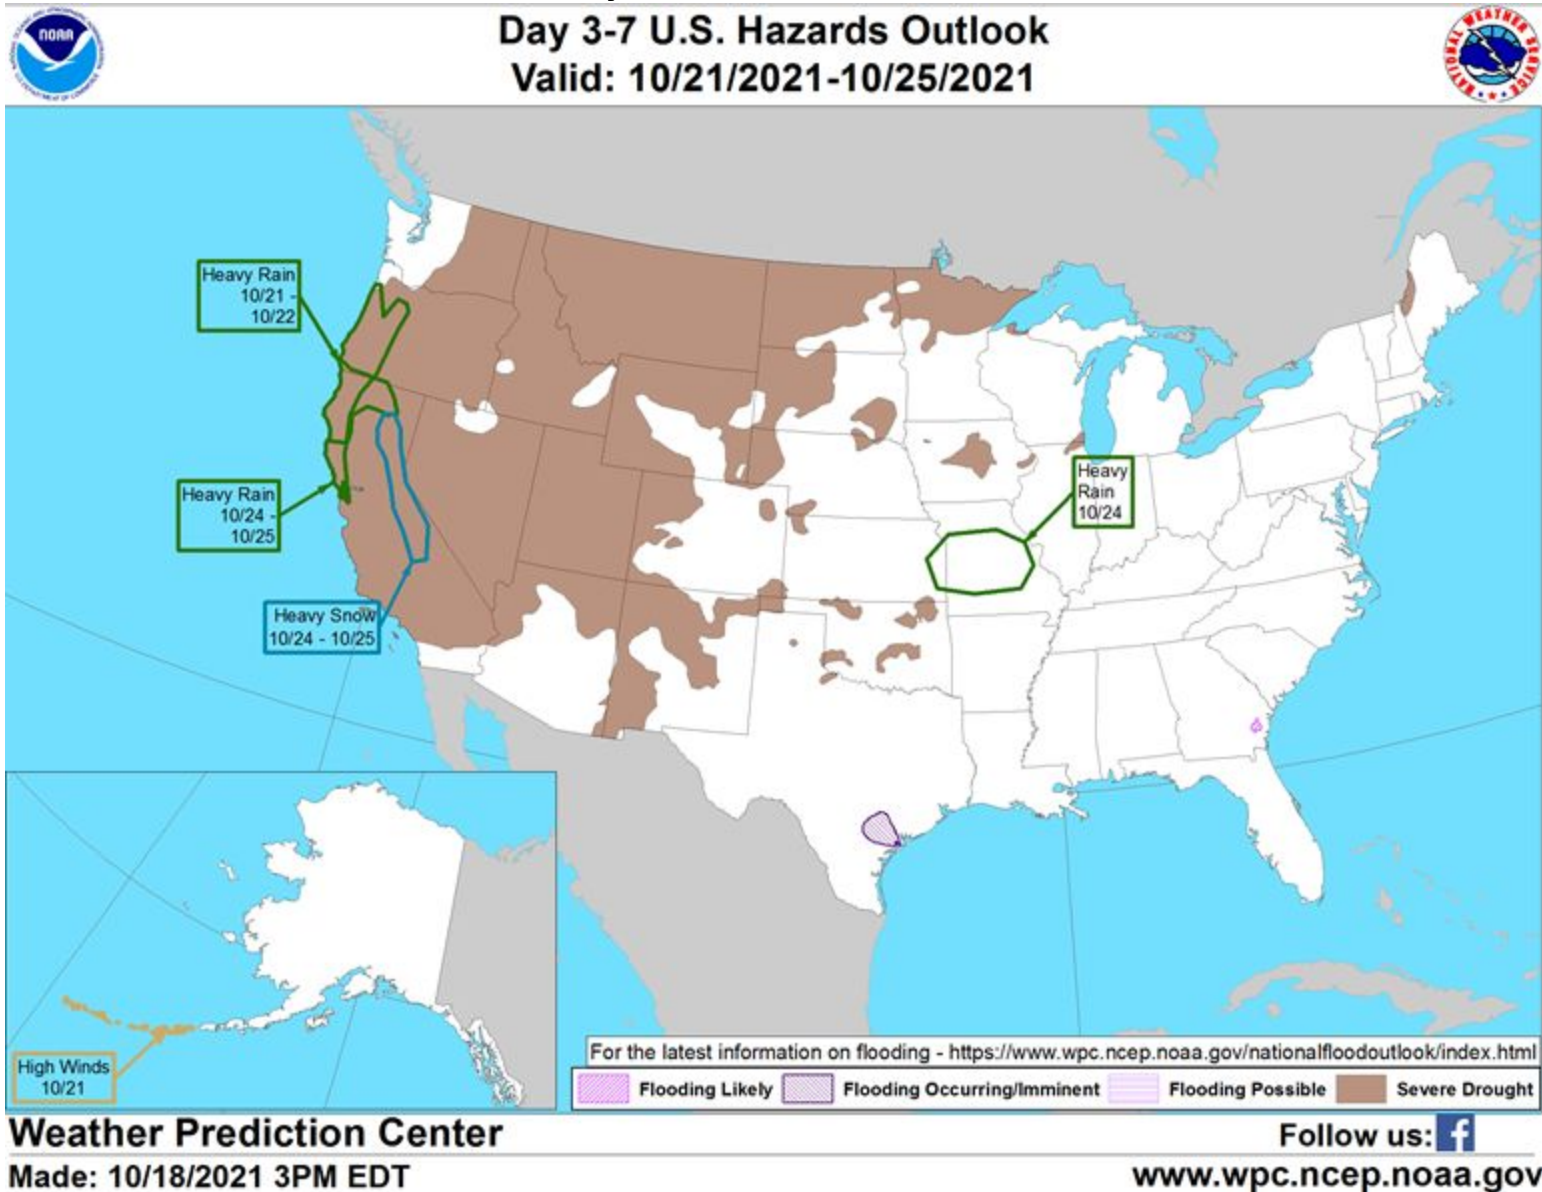 Day 3-7 U.S. Hazards Outlook
Valid: 10/21/2021-10/25/2021
NOAA
NATIONAL WEATHER SERVICE
Heavy Rain
10/21 -
10/22
Heavy Rain
10/24 -
10/25
Heavy Snow
10/24 - 10/25
Heavy
Rain
10/24
High Winds
10/21
For the latest information on flooding - https://www.wpc.ncep.noaa.gov/nationalfloodoutlook/index.html
Flooding Likely
Flooding Occurring/Imminent
Flooding Possible
Severe Drought
Weather Prediction Center
Follow us:
Made: 10/18/2021 3PM EDT
www.wpc.ncep.noaa.gov